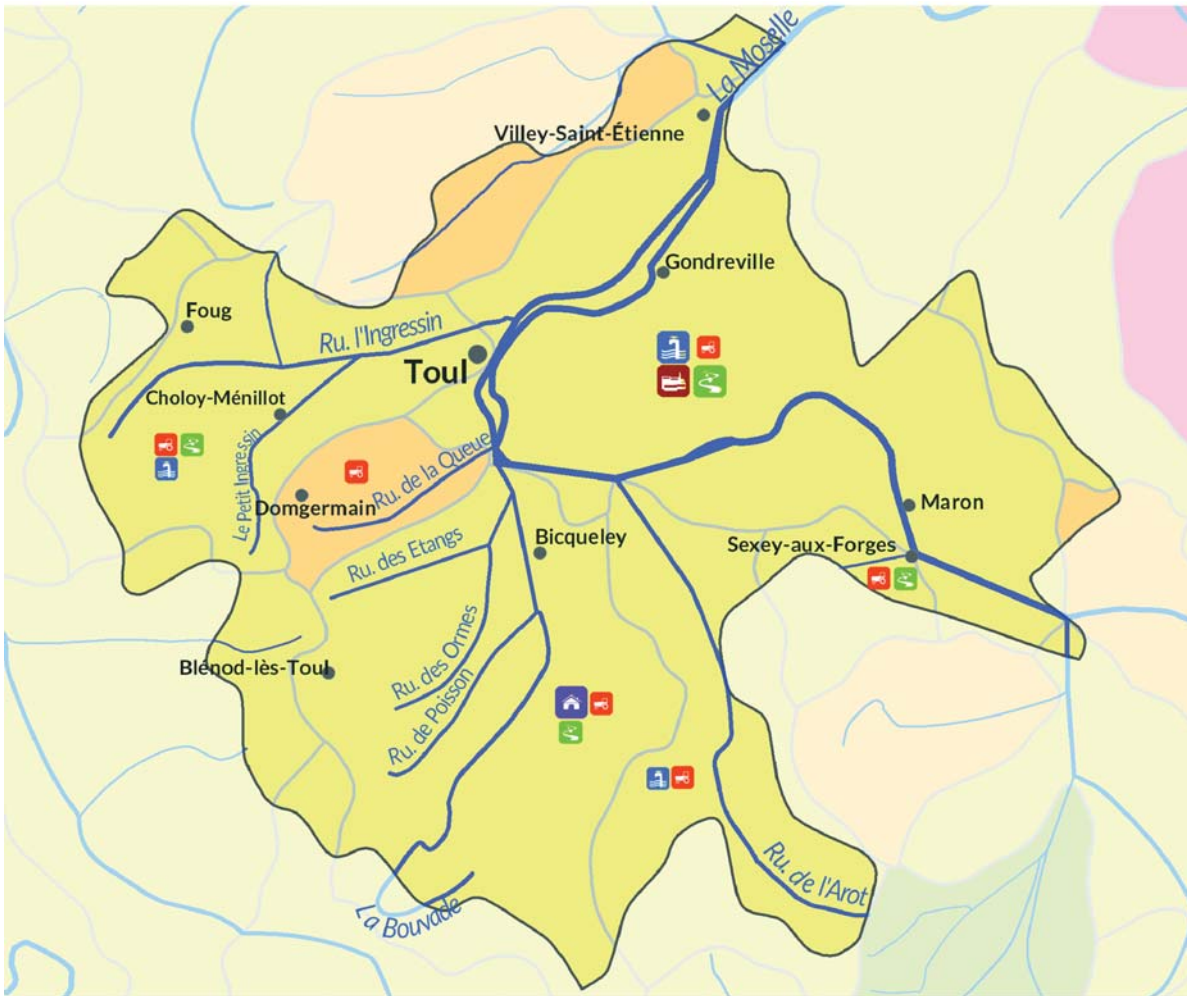 La Moselle
Villey-Saint-Étienne
Gondreville
Foug
Ru. l'Ingressin
Toul
Choloy-Ménillot
Le Petit Ingressin
Ru. de la Queue
Domgermain
Maron
Bicqueley
Sexey-aux-Forges
Ru. des Etangs
Ru. des Ormes
Blénod-lès-Toul
Ru. de Poisson
Ru. de l'Arot
La Bouvade